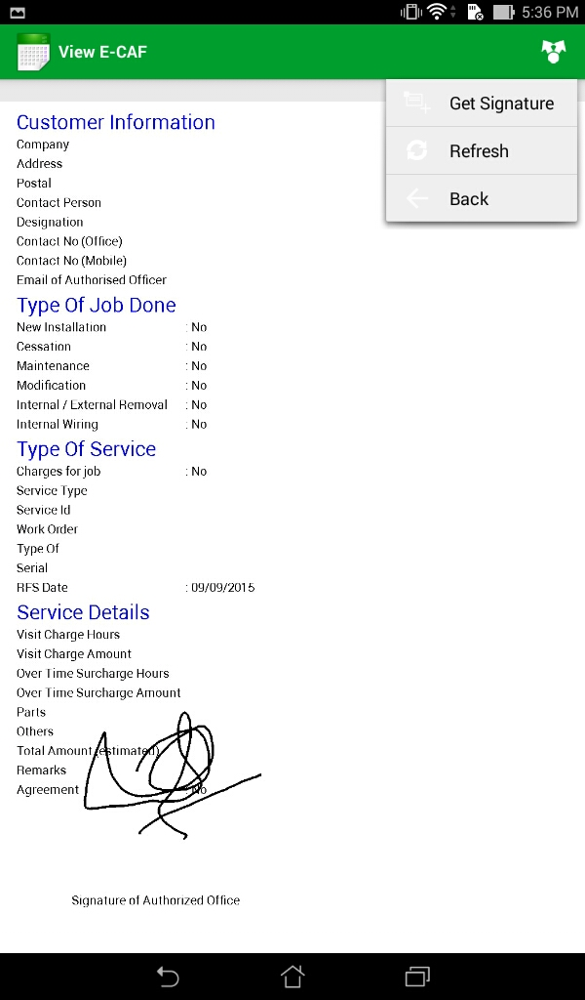 5:36 PM
View E-CAF
Get Signature
Refresh
Back
Customer Information
Company
Address
Postal
Contact Person
Designation
Contact No (Office)
Contact No (Mobile)
Email of Authorised Officer
Type Of Job Done
New Installation : No
Cessation : No
Maintenance : No
Modification : No
Internal / External Removal : No
Internal Wiring : No
Type Of Service
Charges for job : No
Service Type
Service Id
Work Order
Type Of
Serial
RFS Date : 09/09/2015
Service Details
Visit Charge Hours
Visit Charge Amount
Over Time Surcharge Hours
Over Time Surcharge Amount
Parts
Others
Total Amount (estimated)
Remarks
Agreement : No
Signature of Authorized Office